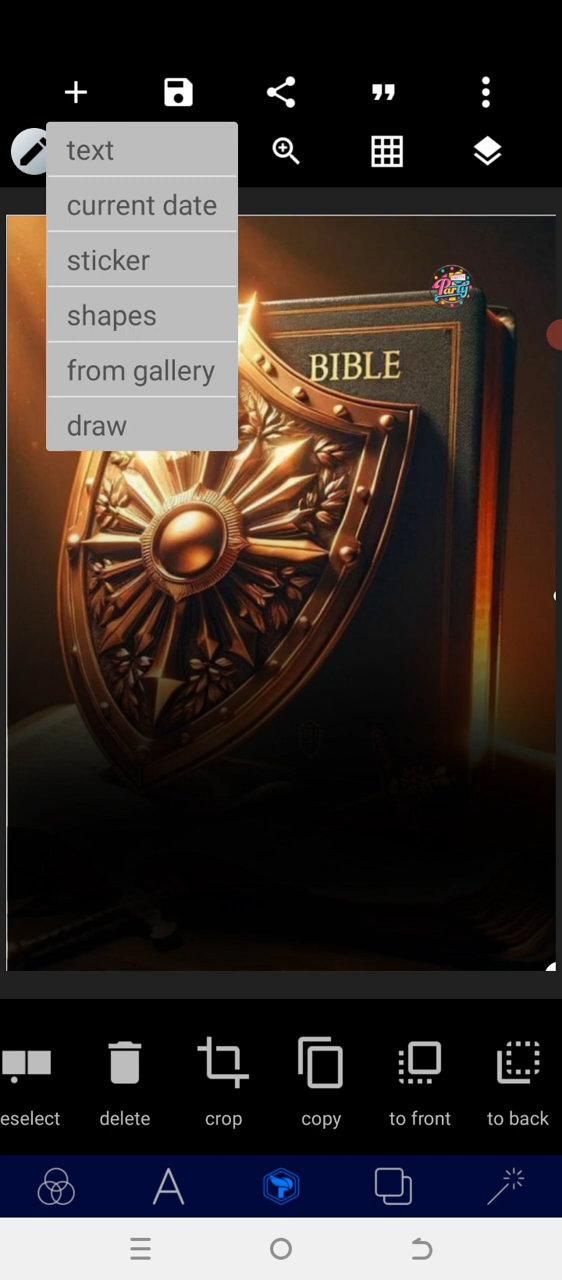 text
current date
sticker
shapes
from gallery
draw
Party
BIBLE
eselect
delete
crop
copy
to front
to back